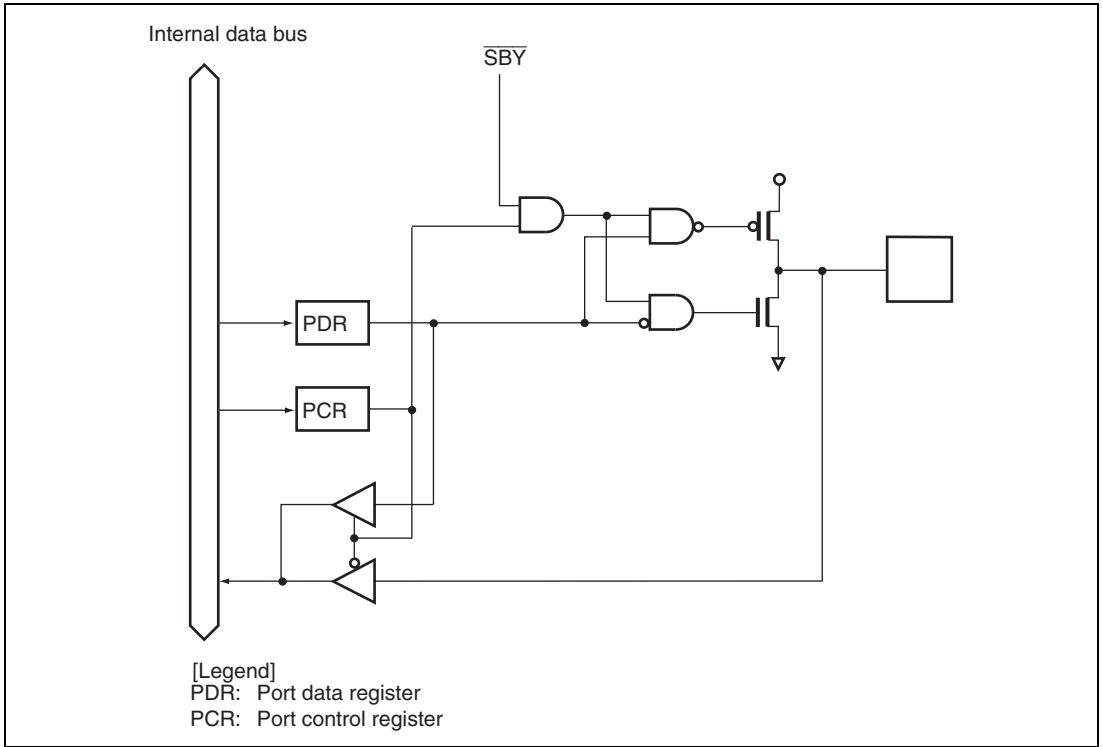 Internal data bus
SBY
PDR
PCR
[Legend]
PDR: Port data register
PCR: Port control register